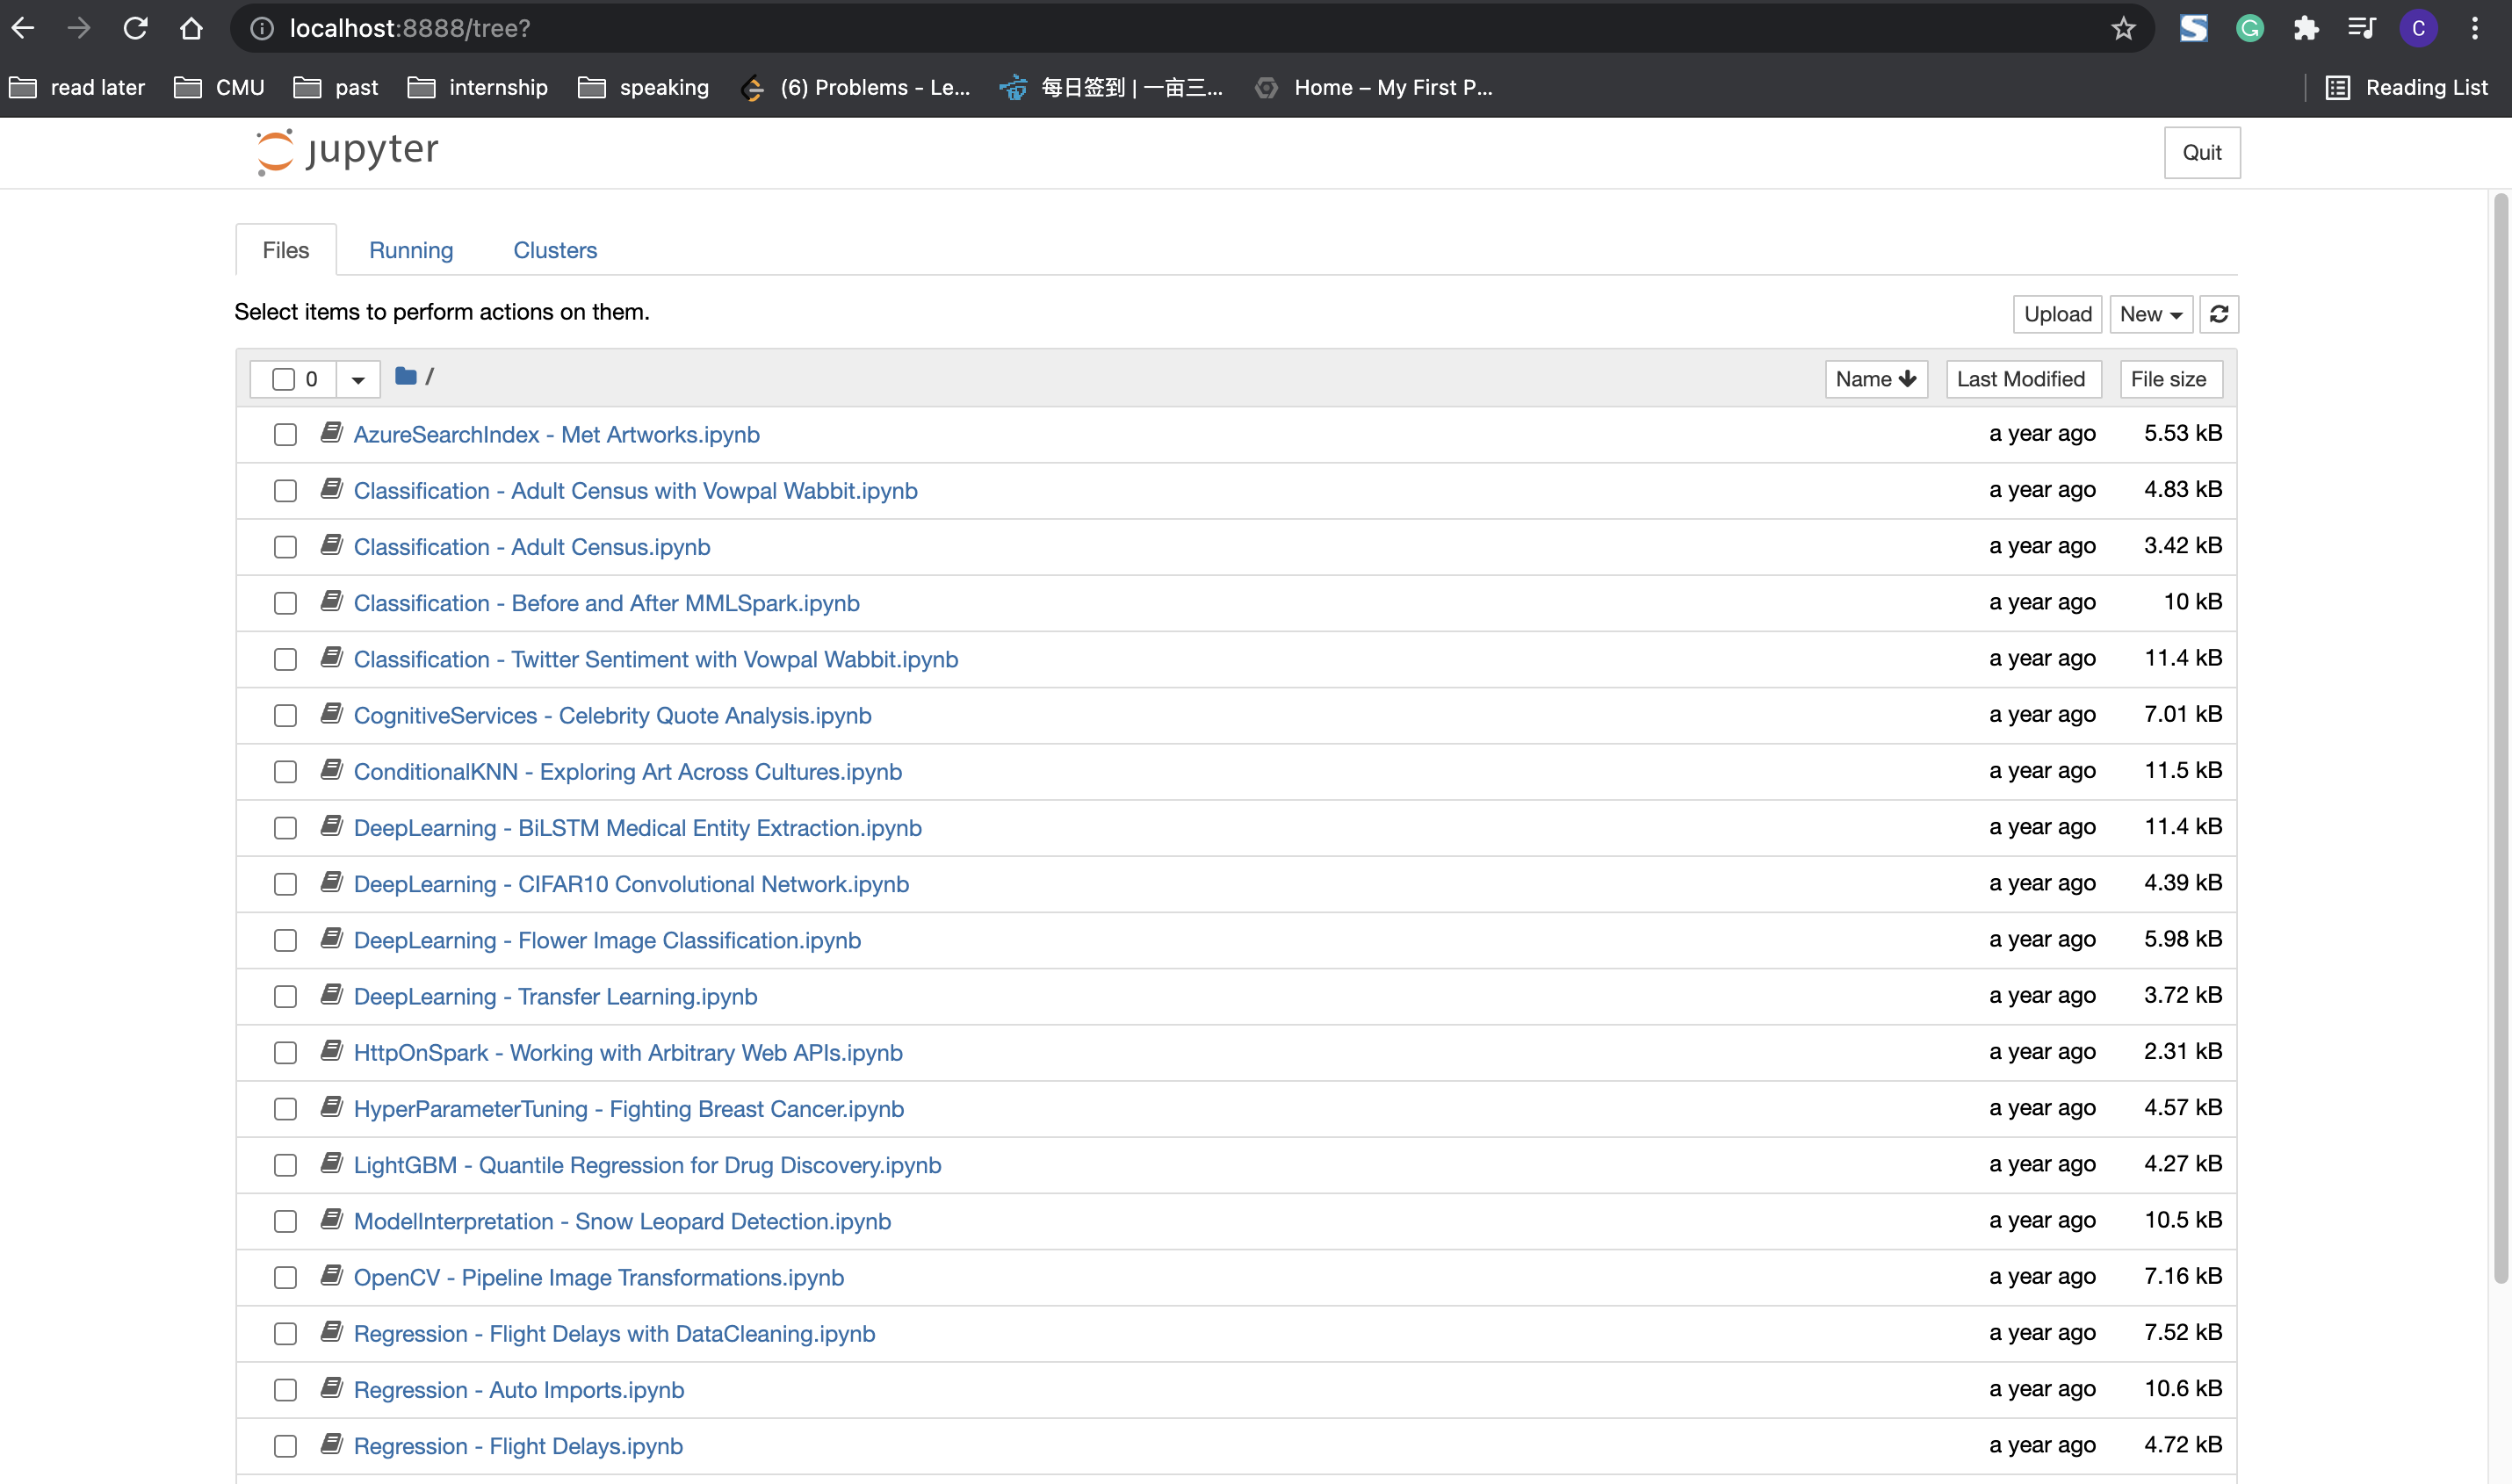 localhost:8888/tree?
C
read later CMU past internship speaking (6) Problems - Le... 每日签到 | 一亩三... Home – My First P... Reading List
jupyter Quit
Files Running Clusters
Select items to perform actions on them. Upload New
0 / Name Last Modified File size
AzureSearchIndex - Met Artworks.ipynb a year ago 5.53 kB
Classification - Adult Census with Vowpal Wabbit.ipynb a year ago 4.83 kB
Classification - Adult Census.ipynb a year ago 3.42 kB
Classification - Before and After MMLSpark.ipynb a year ago 10 kB
Classification - Twitter Sentiment with Vowpal Wabbit.ipynb a year ago 11.4 kB
CognitiveServices - Celebrity Quote Analysis.ipynb a year ago 7.01 kB
ConditionalKNN - Exploring Art Across Cultures.ipynb a year ago 11.5 kB
DeepLearning - BiLSTM Medical Entity Extraction.ipynb a year ago 11.4 kB
DeepLearning - CIFAR10 Convolutional Network.ipynb a year ago 4.39 kB
DeepLearning - Flower Image Classification.ipynb a year ago 5.98 kB
DeepLearning - Transfer Learning.ipynb a year ago 3.72 kB
HttpOnSpark - Working with Arbitrary Web APIs.ipynb a year ago 2.31 kB
HyperParameterTuning - Fighting Breast Cancer.ipynb a year ago 4.57 kB
LightGBM - Quantile Regression for Drug Discovery.ipynb a year ago 4.27 kB
ModelInterpretation - Snow Leopard Detection.ipynb a year ago 10.5 kB
OpenCV - Pipeline Image Transformations.ipynb a year ago 7.16 kB
Regression - Flight Delays with DataCleaning.ipynb a year ago 7.52 kB
Regression - Auto Imports.ipynb a year ago 10.6 kB
Regression - Flight Delays.ipynb a year ago 4.72 kB